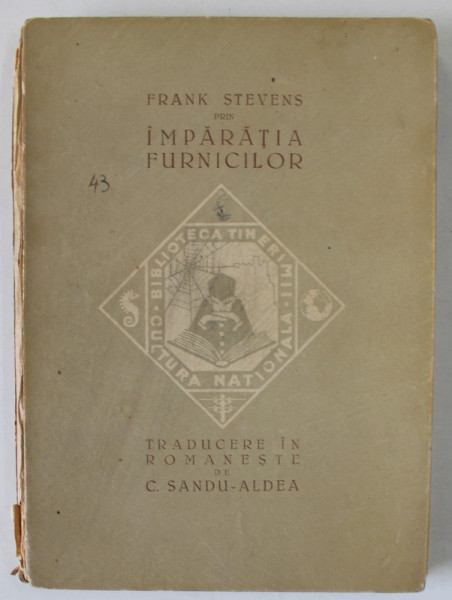 FRANK STEVENS
PRIN
ÎMPĂRĂŢIA
FURNICILOR
43
BIBLIOTECA TINERIMII
CULTURA NATIONALA
TRADUCERE ÎN
ROMANEŞTE
DE
C. SANDU-ALDEA